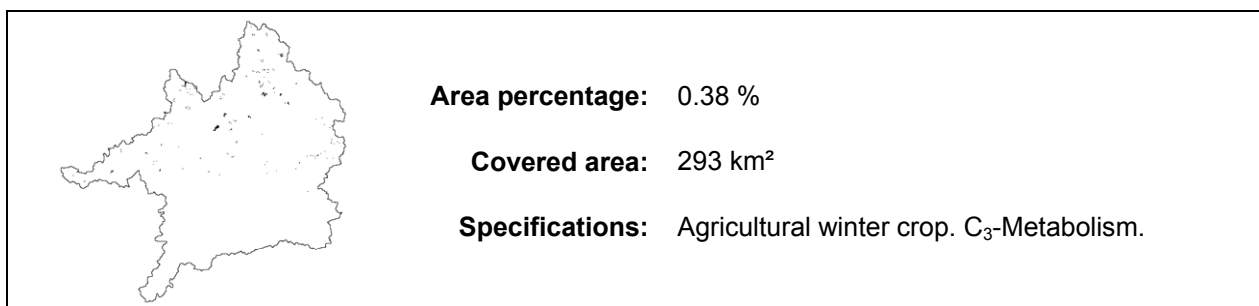 Area percentage: 0.38 %
Covered area: 293 km²
Specifications: Agricultural winter crop. C₃-Metabolism.